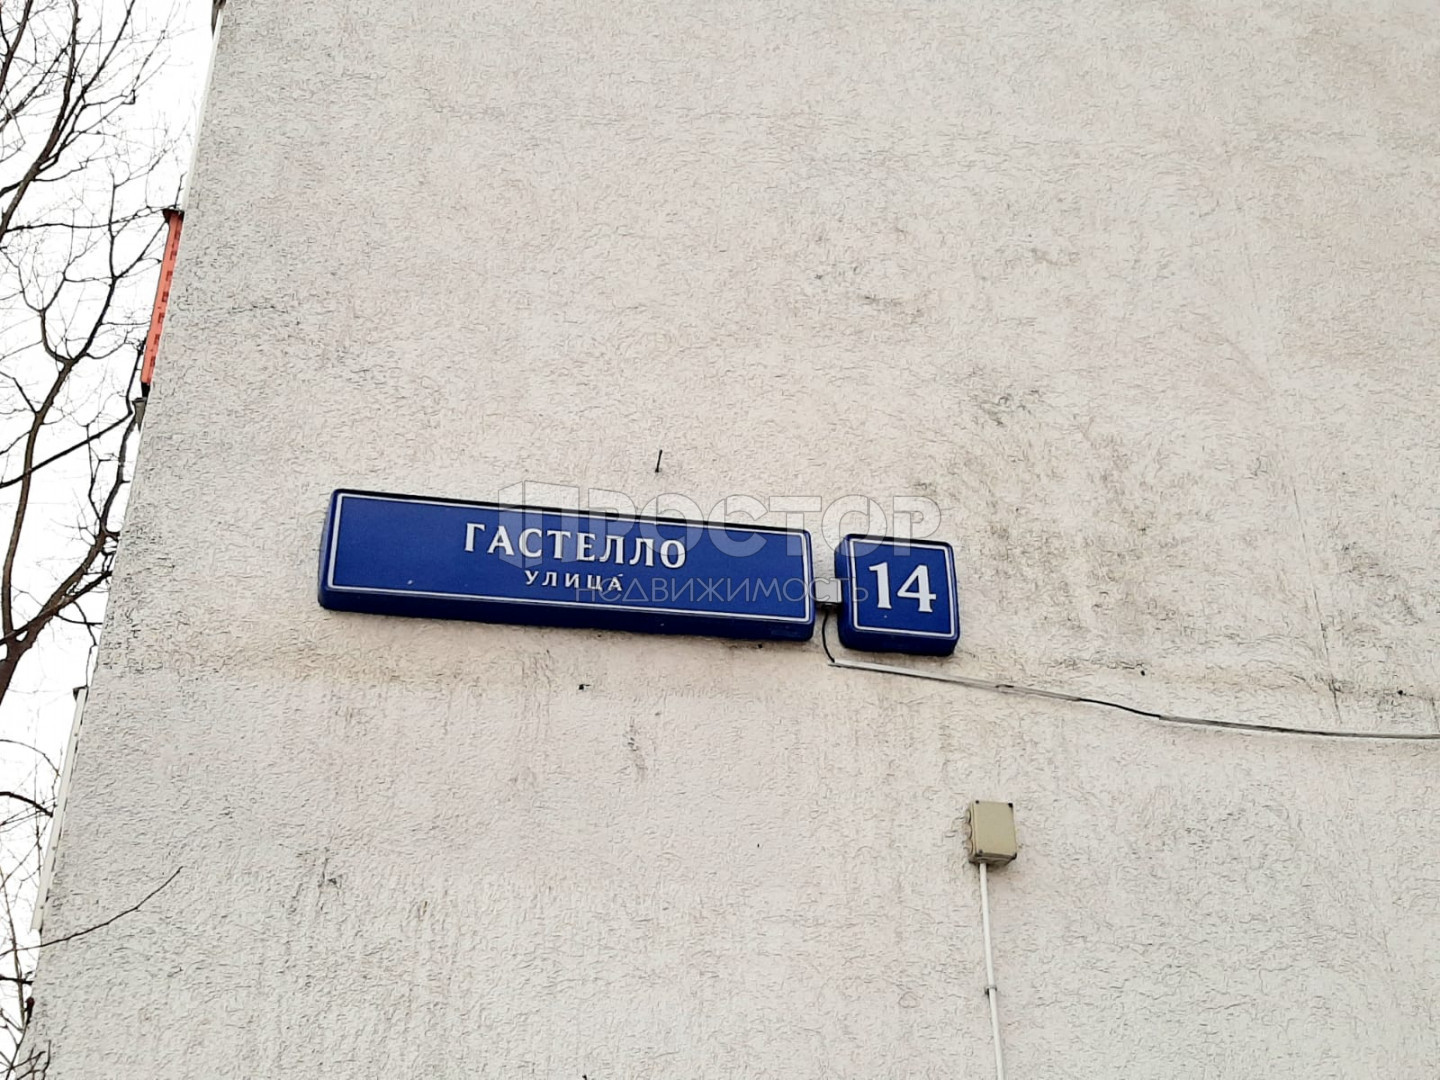 ГАСТЕЛЛО
УЛИЦА
14
ПРОСТОР
НЕДВИЖИМОСТЬ